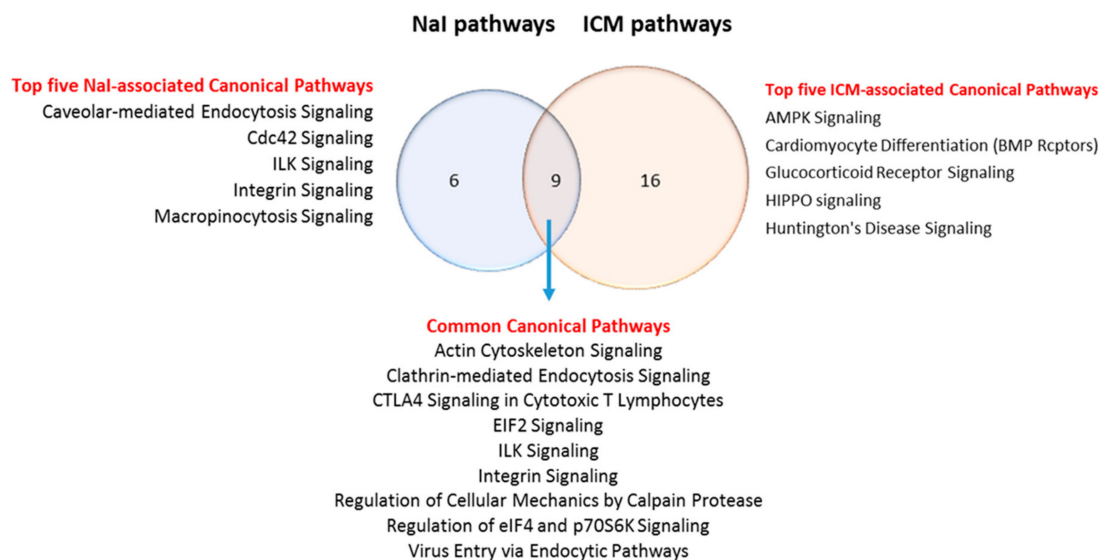 NaI pathways ICM pathways
Top five NaI-associated Canonical Pathways
Caveolar-mediated Endocytosis Signaling
Cdc42 Signaling
ILK Signaling
Integrin Signaling
Macropinocytosis Signaling
6
9
16
Top five ICM-associated Canonical Pathways
AMPK Signaling
Cardiomyocyte Differentiation (BMP Rcptors)
Glucocorticoid Receptor Signaling
HIPPO signaling
Huntington's Disease Signaling
Common Canonical Pathways
Actin Cytoskeleton Signaling
Clathrin-mediated Endocytosis Signaling
CTLA4 Signaling in Cytotoxic T Lymphocytes
EIF2 Signaling
ILK Signaling
Integrin Signaling
Regulation of Cellular Mechanics by Calpain Protease
Regulation of eIF4 and p70S6K Signaling
Virus Entry via Endocytic Pathways